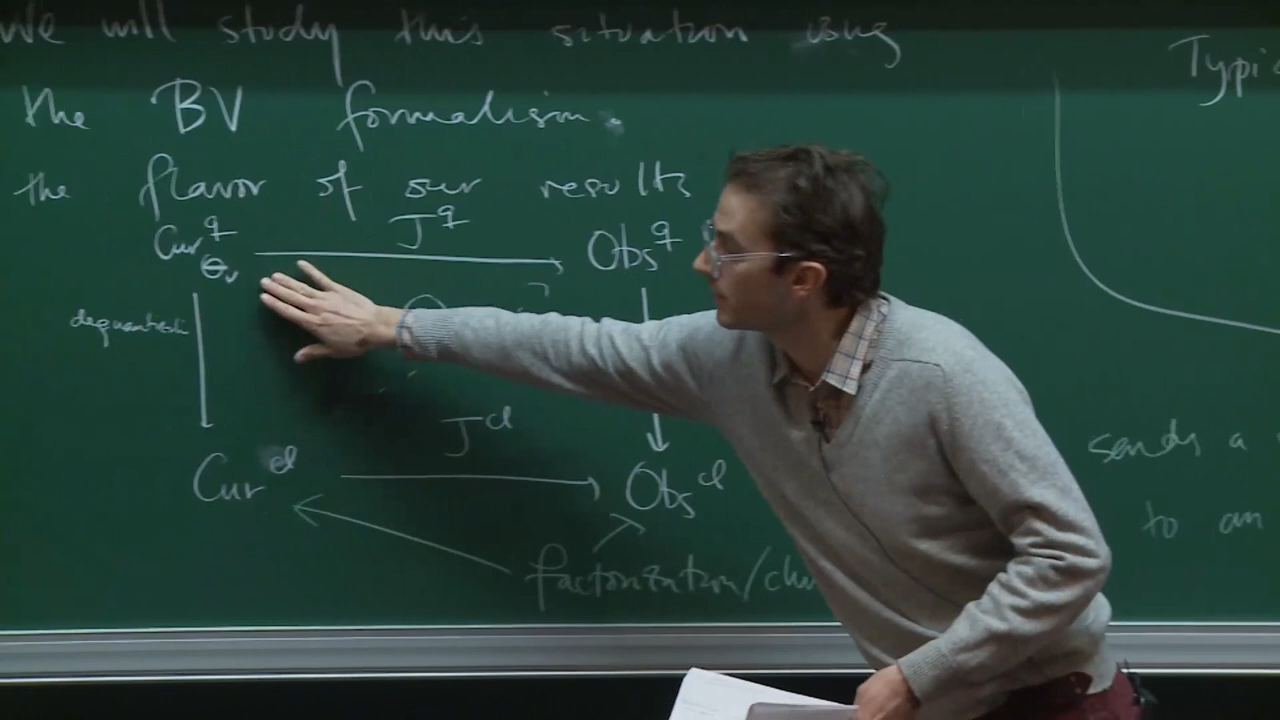 We will study this situation using
the BV formalism.
the flavor of our results
Cur^q_Θ_v J^q Obs^q
dequantize
J^cl
Cur^cl Obs^cl
factorization/
Typi
sends a
to an